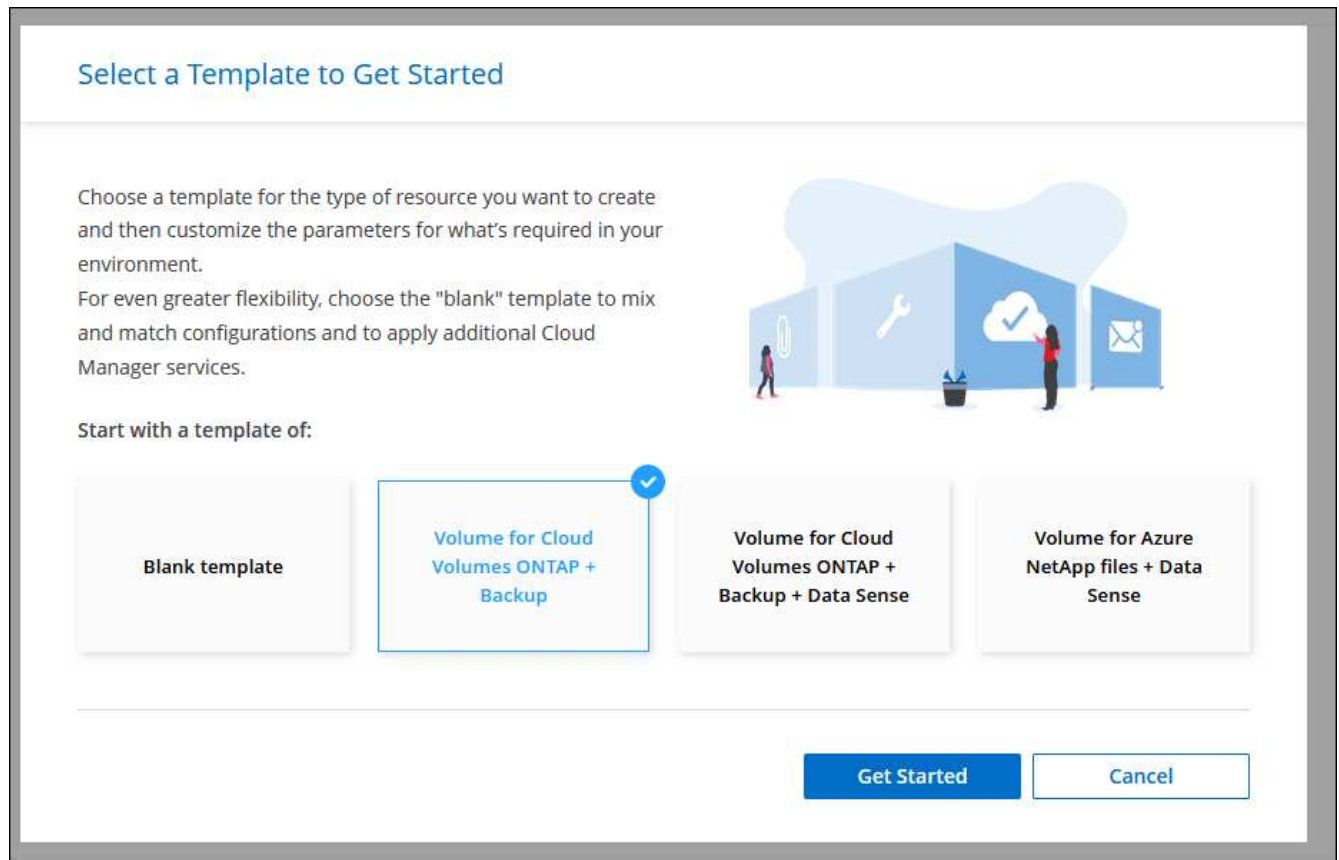 Select a Template to Get Started
Choose a template for the type of resource you want to create
and then customize the parameters for what's required in your
environment.
For even greater flexibility, choose the "blank" template to mix
and match configurations and to apply additional Cloud
Manager services.
Start with a template of:
Blank template
Volume for Cloud
Volumes ONTAP +
Backup
Volume for Cloud
Volumes ONTAP +
Backup + Data Sense
Volume for Azure
NetApp files + Data
Sense
Get Started
Cancel